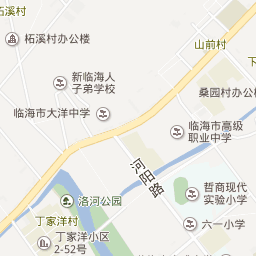 柘溪村
柘溪村办公楼
山前村
新临海人
子弟学校
桑园村办公
临海市大洋中学
临海市高级
职业中学
河阳路
洛河公园
哲商现代
实验小学
丁家洋村
六一小学
丁家洋小区
2-52号